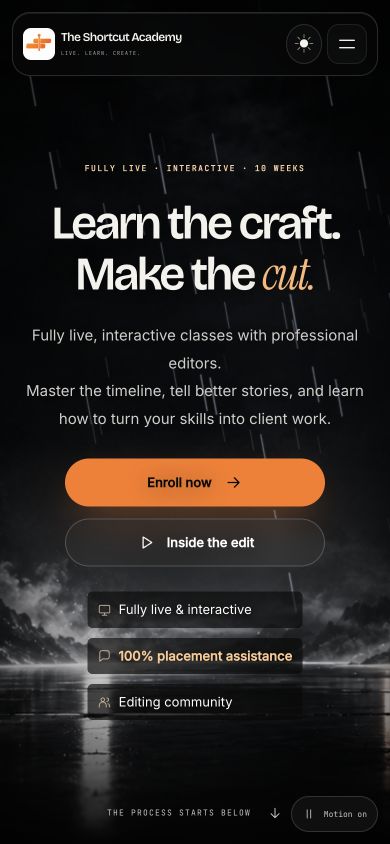 The Shortcut Academy
LIVE. LEARN. CREATE.
FULLY LIVE · INTERACTIVE · 10 WEEKS
Learn the craft.
Make the cut.
Fully live, interactive classes with professional
editors.
Master the timeline, tell better stories, and learn
how to turn your skills into client work.
Enroll now
Inside the edit
Fully live & interactive
100% placement assistance
Editing community
THE PROCESS STARTS BELOW
Motion on